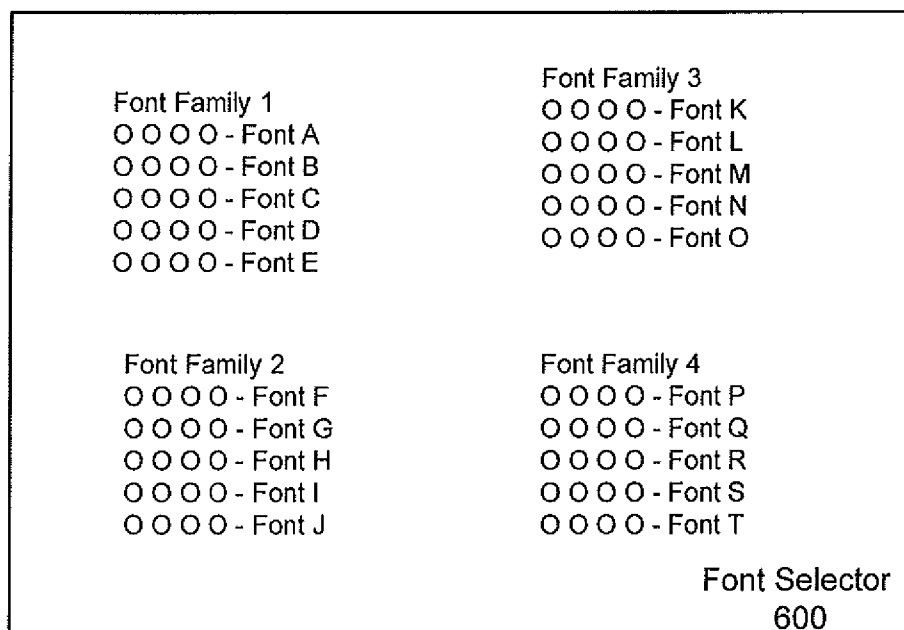 Font Family 1
O O O O - Font A
O O O O - Font B
O O O O - Font C
O O O O - Font D
O O O O - Font E
Font Family 2
O O O O - Font F
O O O O - Font G
O O O O - Font H
O O O O - Font I
O O O O - Font J
Font Family 3
O O O O - Font K
O O O O - Font L
O O O O - Font M
O O O O - Font N
O O O O - Font O
Font Family 4
O O O O - Font P
O O O O - Font Q
O O O O - Font R
O O O O - Font S
O O O O - Font T
Font Selector
600